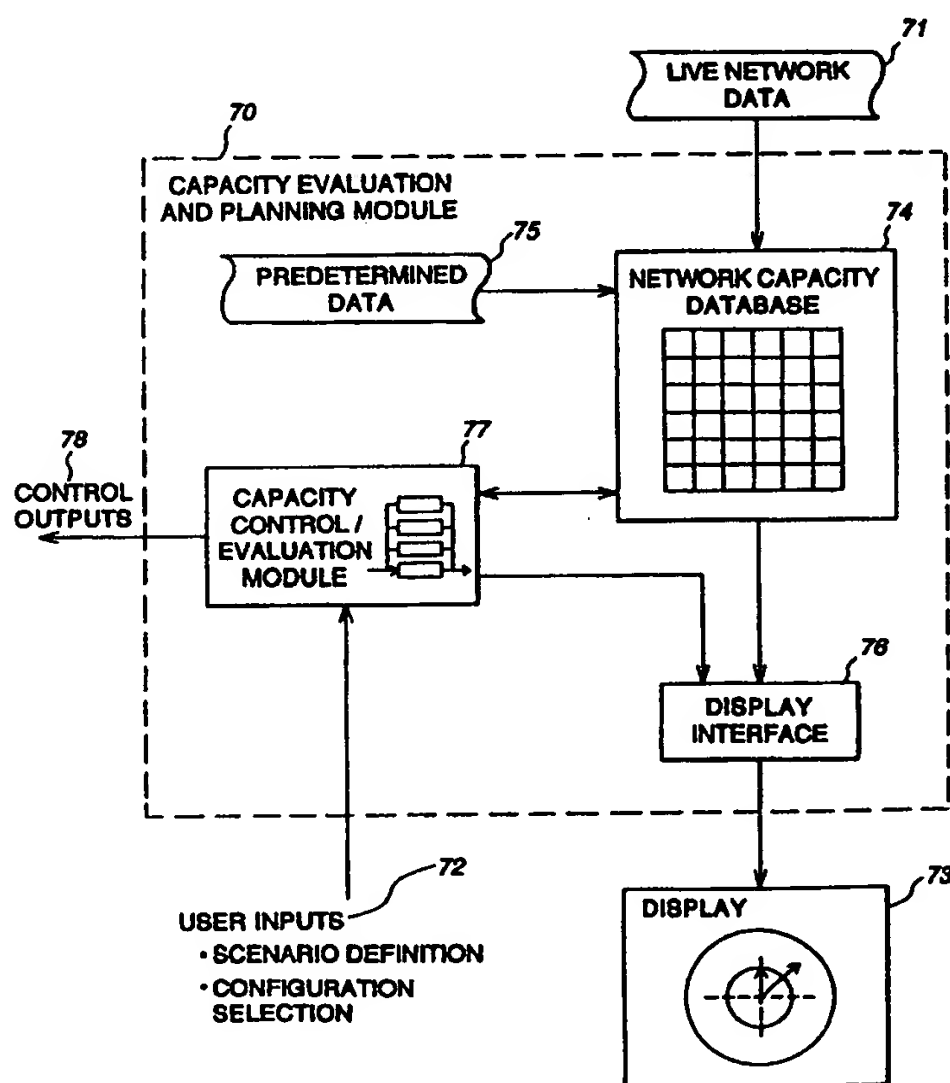 71
LIVE NETWORK
DATA
70
CAPACITY EVALUATION
AND PLANNING MODULE
75
PREDETERMINED
DATA
74
NETWORK CAPACITY
DATABASE
78
CONTROL
OUTPUTS
77
CAPACITY
CONTROL /
EVALUATION
MODULE
76
DISPLAY
INTERFACE
72
USER INPUTS
• SCENARIO DEFINITION
• CONFIGURATION
SELECTION
73
DISPLAY